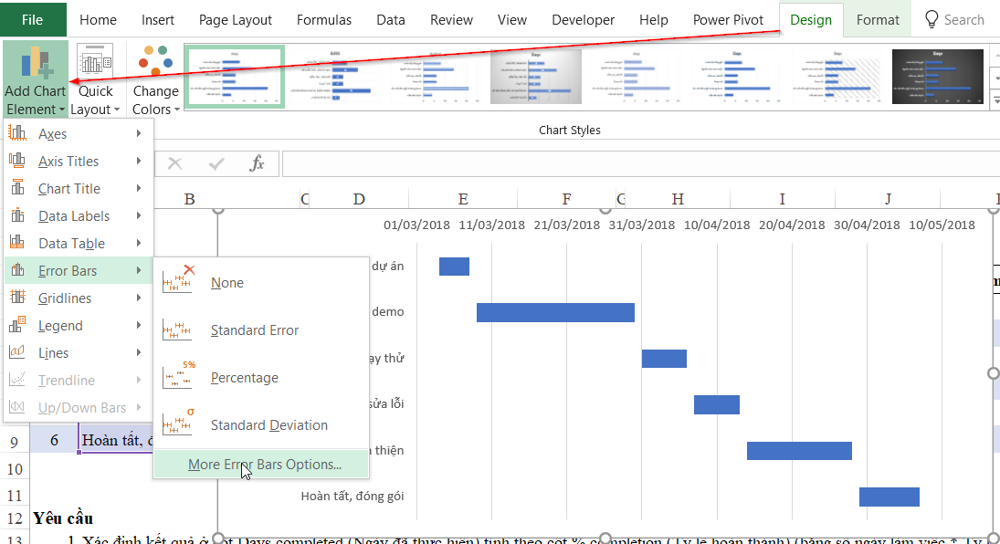 File Home Insert Page Layout Formulas Data Review View Developer Help Power Pivot Design Format Search
Add Chart Element
Quick Layout
Change Colors
Chart Styles
Axes
Axis Titles
Chart Title
Data Labels
Data Table
Error Bars
Gridlines
Legend
Lines
Trendline
Up/Down Bars
None
Standard Error
5%
Percentage
σ
Standard Deviation
More Error Bars Options...
fx
B C D E F G H I J
01/03/2018 11/03/2018 21/03/2018 31/03/2018 10/04/2018 20/04/2018 30/04/2018 10/05/2018
dự án
demo
ạy thử
sửa lỗi
thiện
Hoàn tất, đóng gói
9 6 Hoàn tất,
10
11
12 Yêu cầu
13 1. Xác định kết quả ở cột Days completed (Ngày đã thực hiện) tính theo cột % completion (Tỷ lệ hoàn thành) (bằng số ngày làm việc * Tỷ